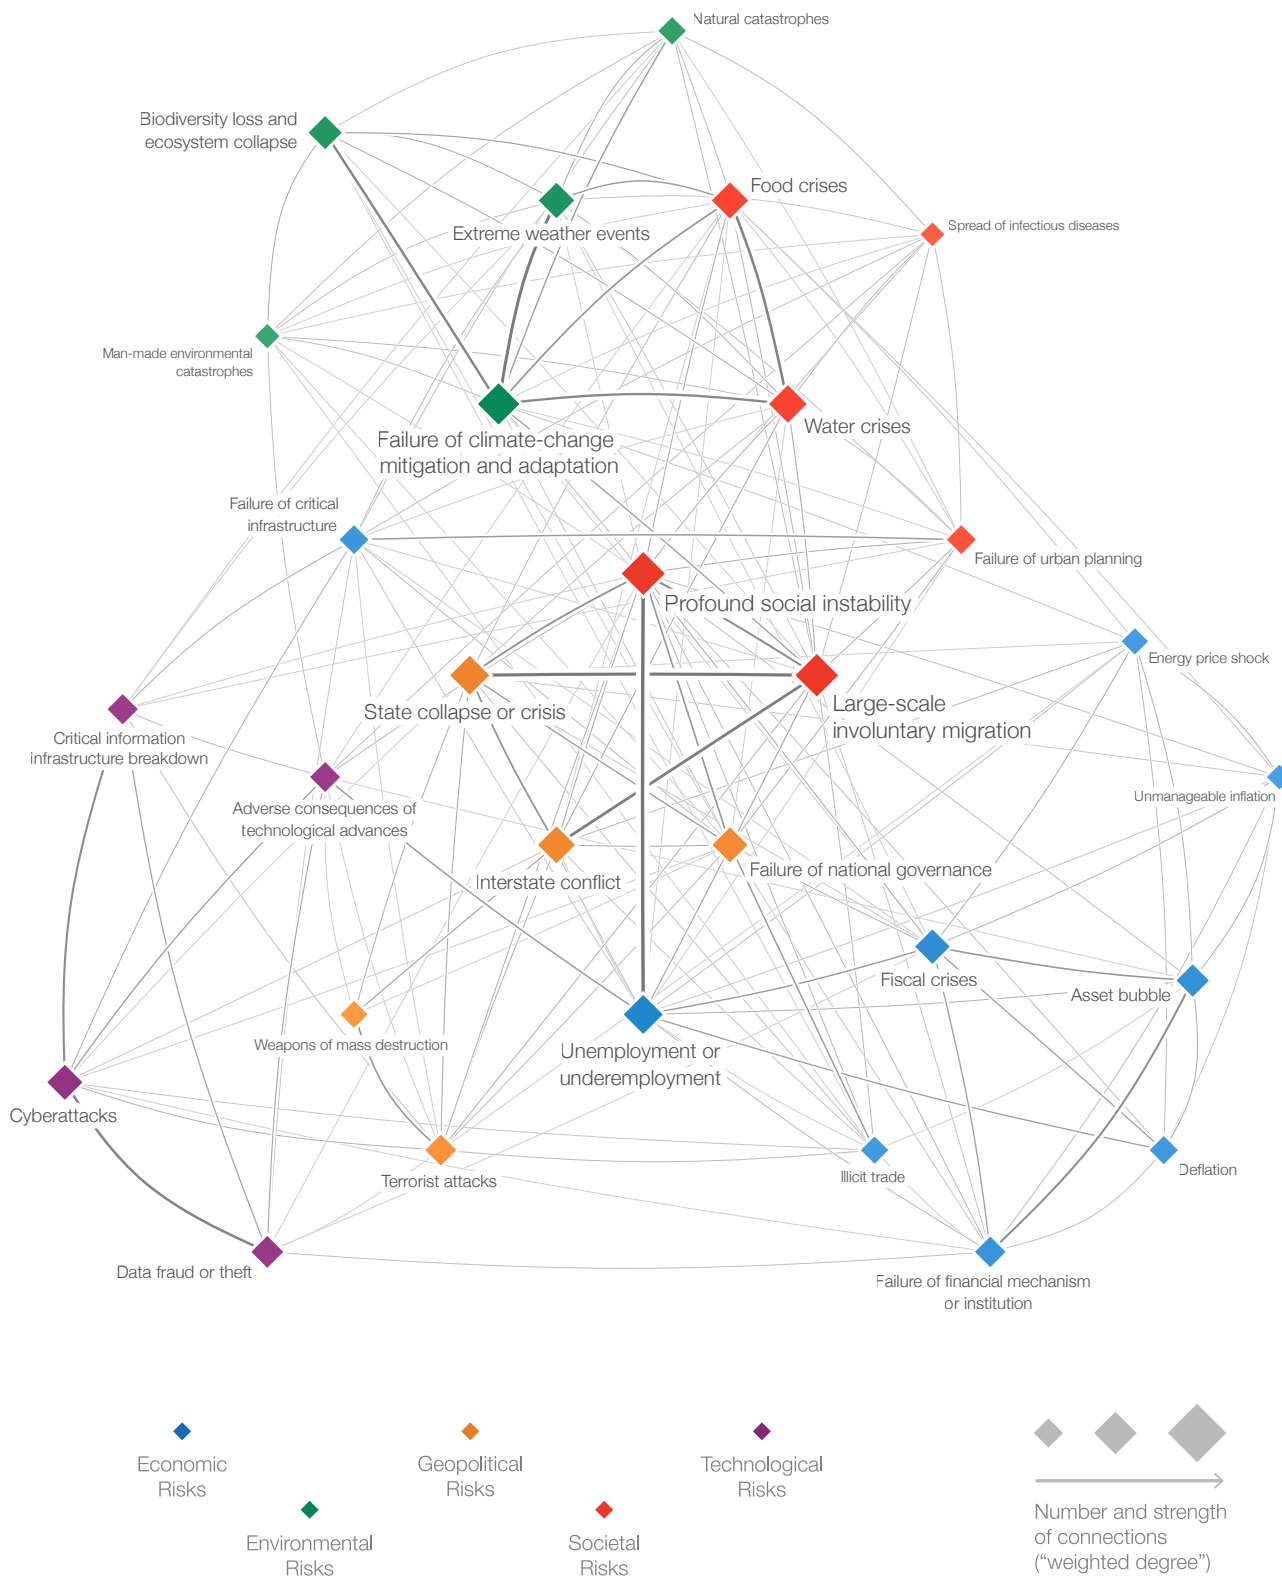 Natural catastrophes
Biodiversity loss and
ecosystem collapse
Food crises
Extreme weather events
Spread of infectious diseases
Man-made environmental
catastrophes
Water crises
Failure of climate-change
mitigation and adaptation
Failure of critical
infrastructure
Failure of urban planning
Profound social instability
Energy price shock
State collapse or crisis
Large-scale
involuntary migration
Critical information
infrastructure breakdown
Unmanageable inflation
Adverse consequences of
technological advances
Interstate conflict
Failure of national governance
Fiscal crises
Asset bubble
Weapons of mass destruction
Unemployment or
underemployment
Cyberattacks
Terrorist attacks
Illicit trade
Deflation
Data fraud or theft
Failure of financial mechanism
or institution
Economic
Risks
Geopolitical
Risks
Technological
Risks
Environmental
Risks
Societal
Risks
Number and strength
of connections
(“weighted degree”)